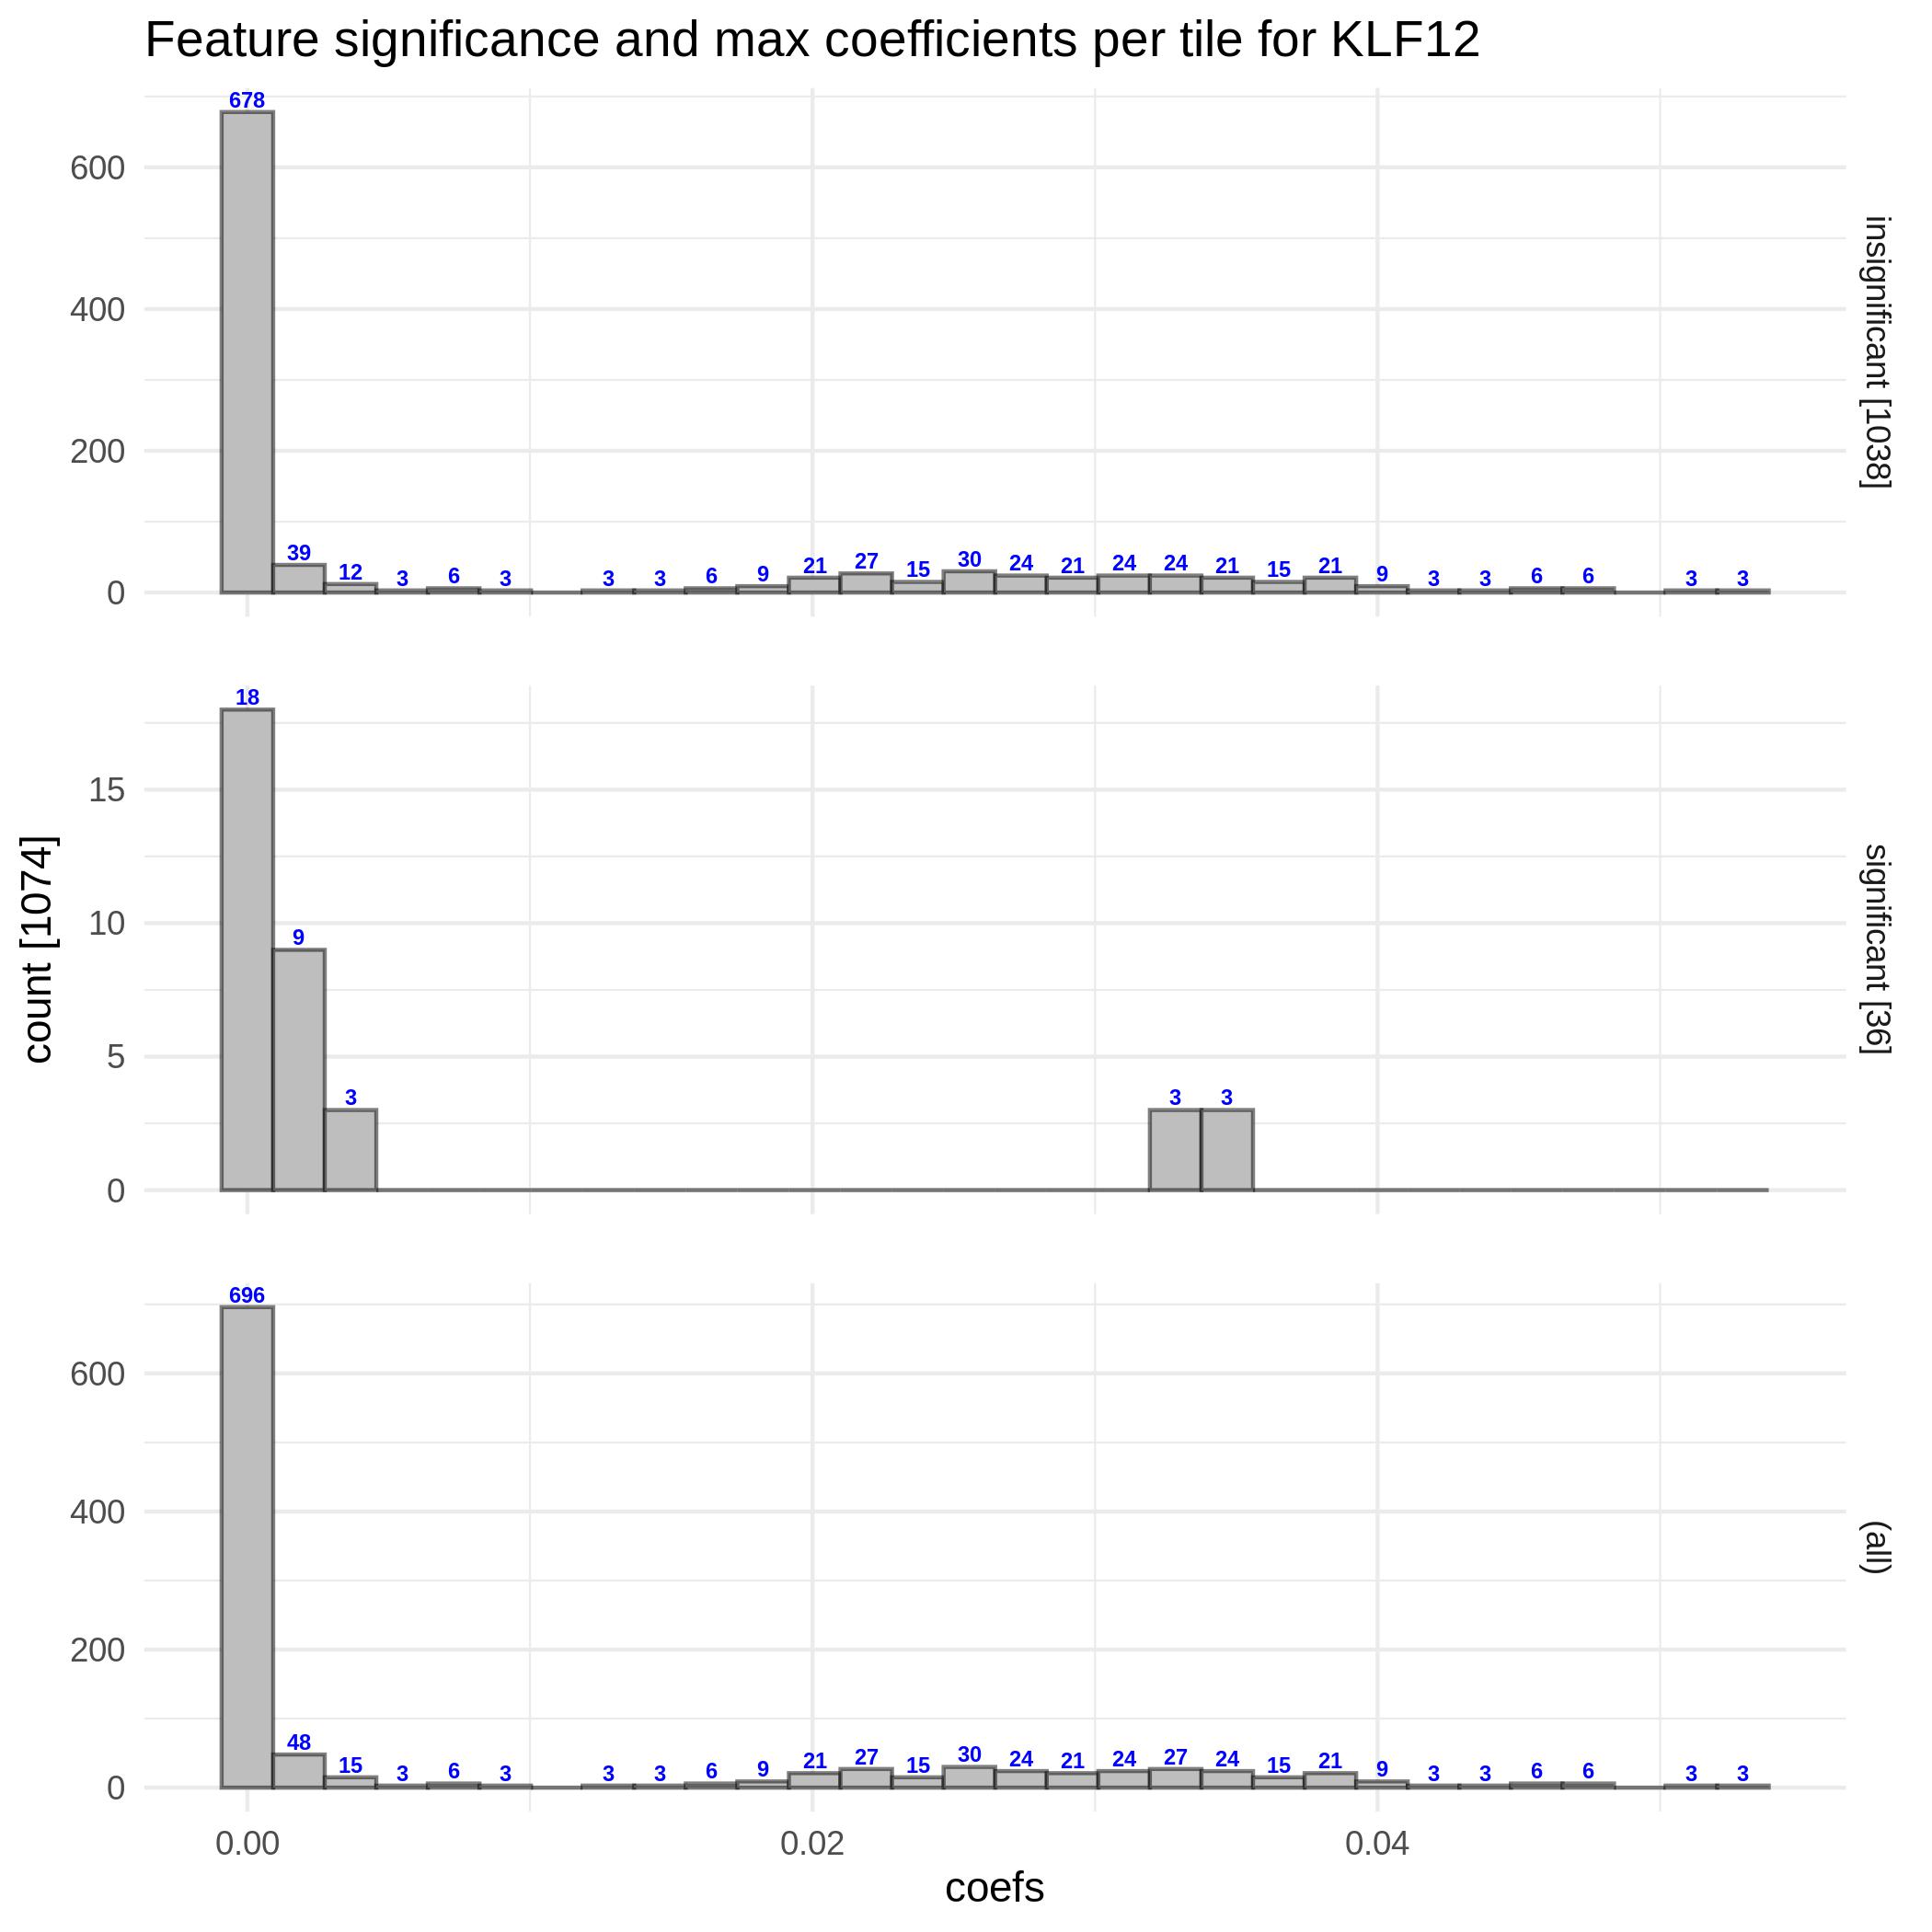 Feature significance and max coefficients per tile for KLF12
678
600
400
200
0
39 12 3 6 3 3 3 6 9 21 27 15 30 24 21 24 24 21 15 21 9 3 3 6 6 3 3
insignificant [1038]
count [1074]
18
15
10
5
0
9
3
3 3
significant [36]
696
600
400
200
0
48 15 3 6 3 3 3 6 9 21 27 15 30 24 21 24 27 24 15 21 9 3 3 6 6 3 3
(all)
0.00 0.02 0.04
coefs